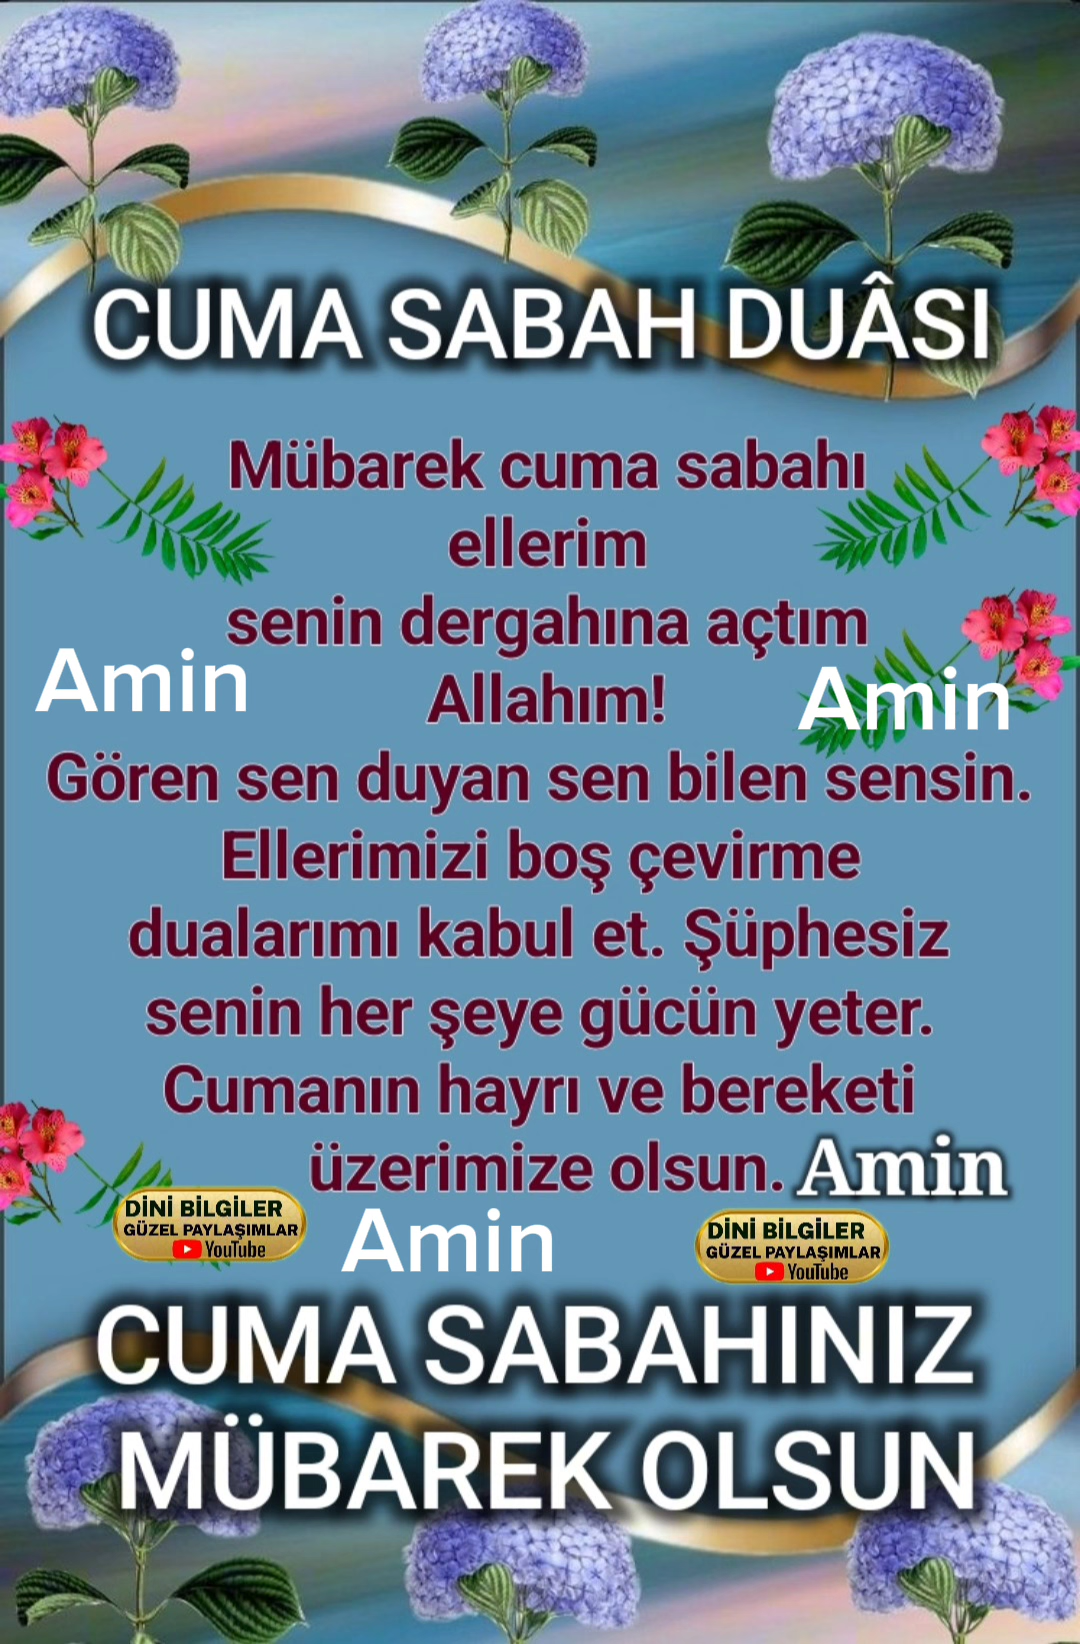 CUMA SABAH DUÂSI
Mübarek cuma sabahı
ellerim
senin dergahına açtım
Amin
Allahım!
Amin
Gören sen duyan sen bilen sensin.
Ellerimizi boş çevirme
dualarımı kabul et. Şüphesiz
senin her şeye gücün yeter.
Cumanın hayrı ve bereketi
üzerimize olsun. Amin
DİNİ BİLGİLER
GÜZEL PAYLAŞIMLAR
YouTube
Amin
DİNİ BİLGİLER
GÜZEL PAYLAŞIMLAR
YouTube
CUMA SABAHINIZ
MÜBAREK OLSUN